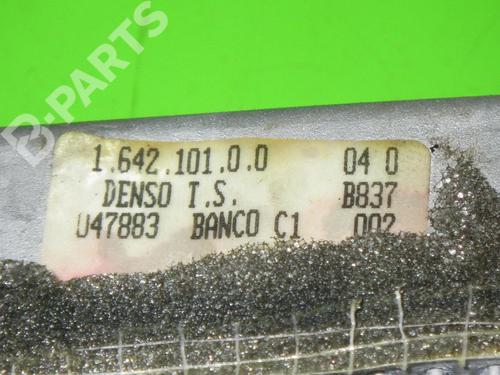 B-PARTS
1.642.101.0.0 04 0
DENSO T.S. B837
U47883 BANCO C1 002